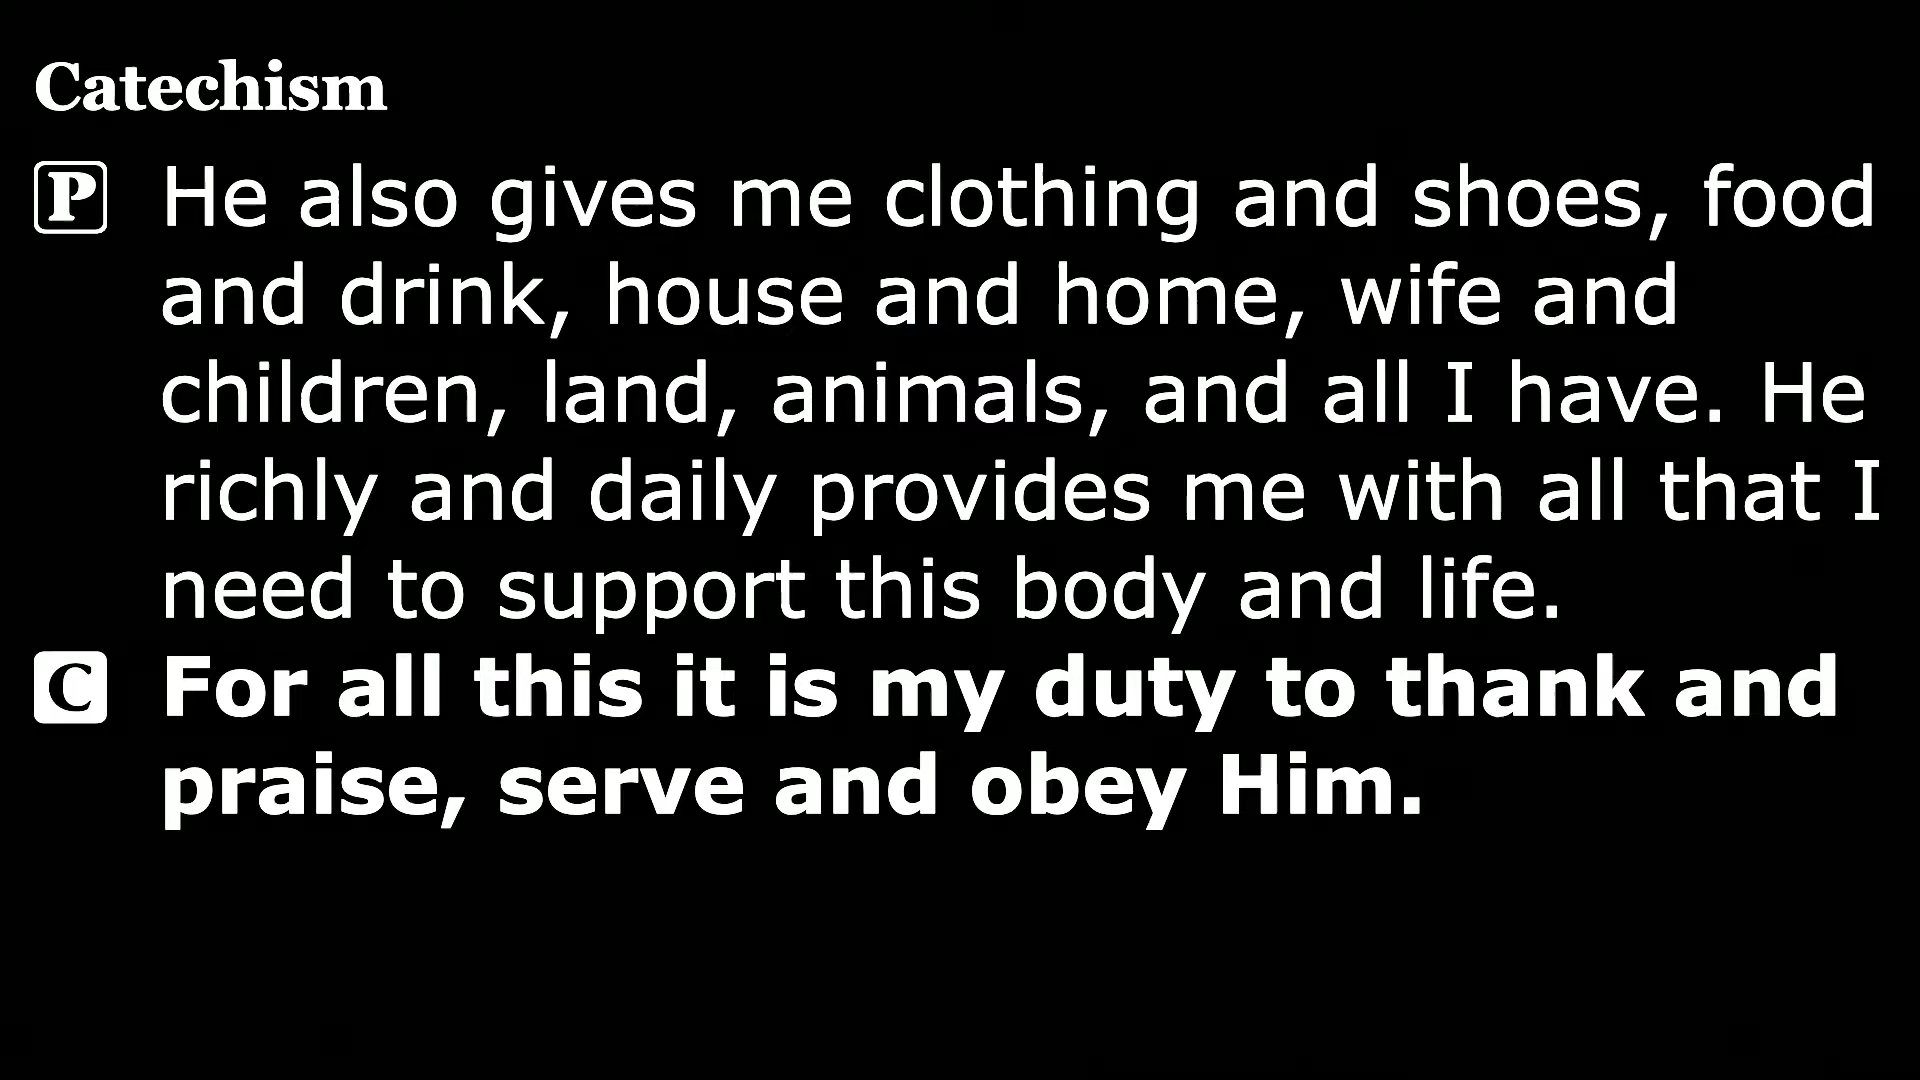 Catechism
P He also gives me clothing and shoes, food
and drink, house and home, wife and
children, land, animals, and all I have. He
richly and daily provides me with all that I
need to support this body and life.
C For all this it is my duty to thank and
praise, serve and obey Him.